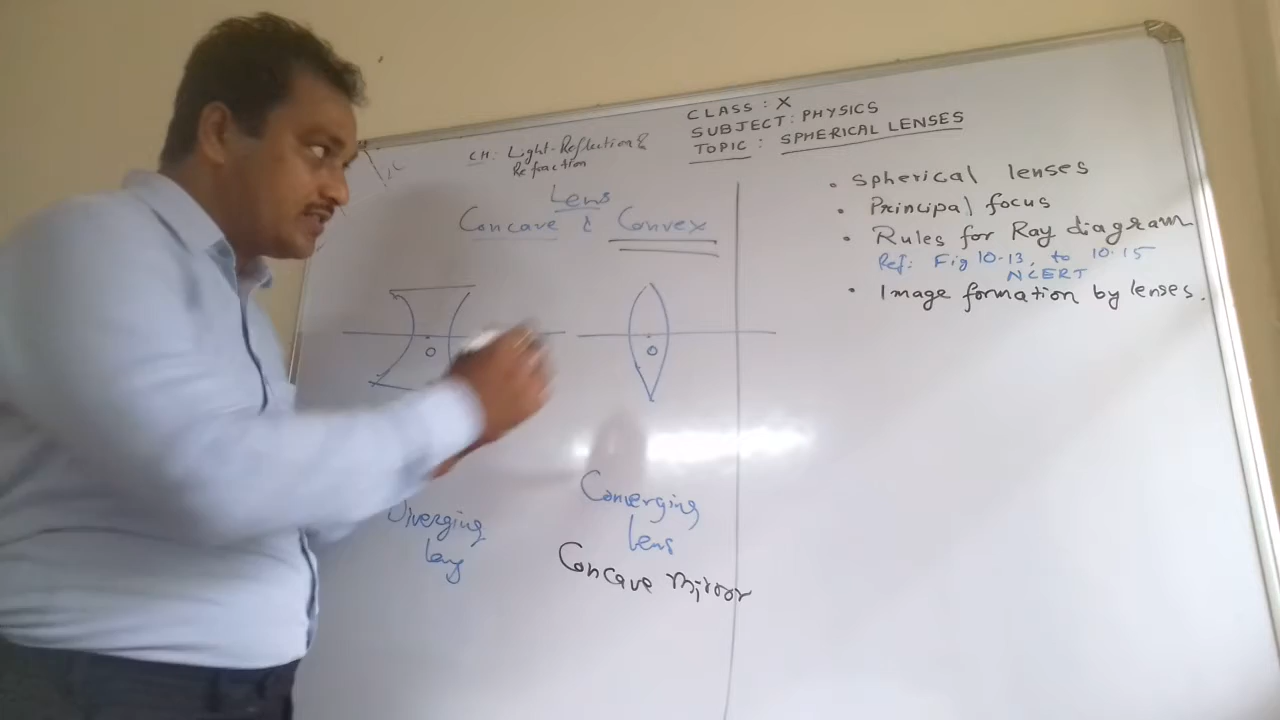 CLASS : X
SUBJECT: PHYSICS
TOPIC : SPHERICAL LENSES
CH: Light-Reflection &
Refraction
Lens
Concave & Convex
O
O
Diverging
Converging
Lens
Concave Mirror
• Spherical lenses
• Principal focus
• Rules for Ray diagram
Ref: Fig 10.13, to 10.15
NCERT
• Image formation by lenses.